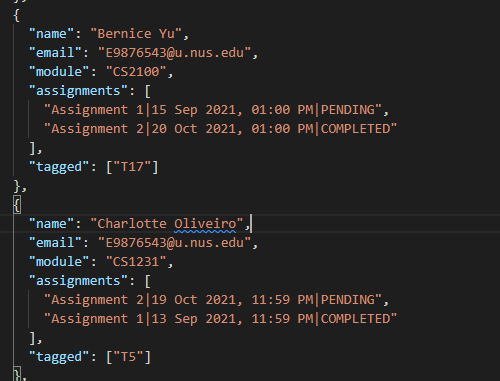 {
"name": "Bernice Yu",
"email": "E9876543@u.nus.edu",
"module": "CS2100",
"assignments": [
"Assignment 1|15 Sep 2021, 01:00 PM|PENDING",
"Assignment 2|20 Oct 2021, 01:00 PM|COMPLETED"
],
"tagged": ["T17"]
},
{
"name": "Charlotte Oliveiro",
"email": "E9876543@u.nus.edu",
"module": "CS1231",
"assignments": [
"Assignment 2|19 Oct 2021, 11:59 PM|PENDING",
"Assignment 1|13 Sep 2021, 11:59 PM|COMPLETED"
],
"tagged": ["T5"]
},